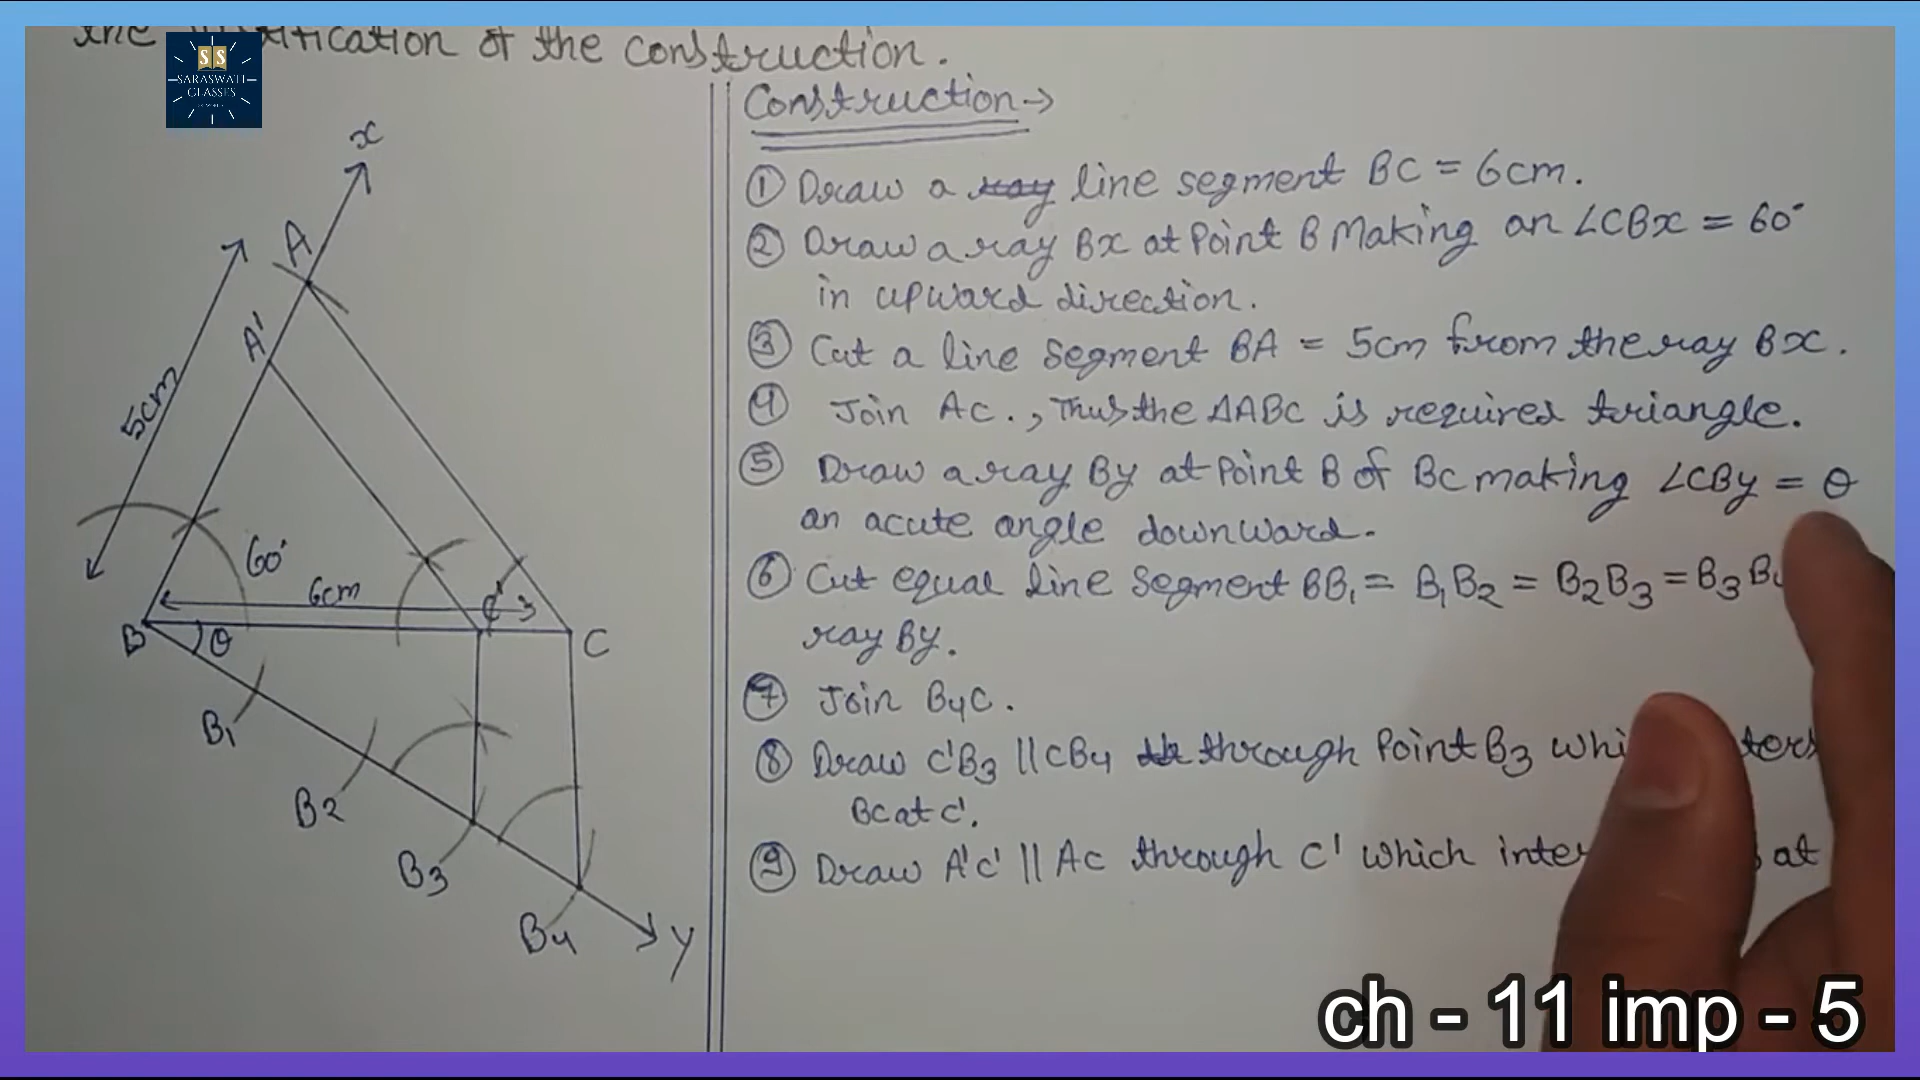 the justification of the construction.
SS
SARASWATI
CLASSES
Construction →
① Draw a ray line segment BC = 6cm.
② Draw a ray Bx at Point B Making an ∠CBx = 60°
in upward direction.
③ Cut a line segment BA = 5cm from the ray Bx.
④ Join AC., Thus the ΔABC is required triangle.
⑤ Draw a ray By at Point B of BC making ∠CBy = θ
an acute angle downward.
⑥ Cut equal line segment BB₁ = B₁B₂ = B₂B₃ = B₃B₄
ray By.
⑦ Join B₄C.
⑧ Draw C'B₃ || CB₄ through Point B₃
BC at C'.
⑨ Draw A'C' || AC through C' which at
x
A
A'
5cm
60°
6cm
C'
B
θ
C
B₁
B₂
B₃
B₄
y
ch - 11 imp - 5